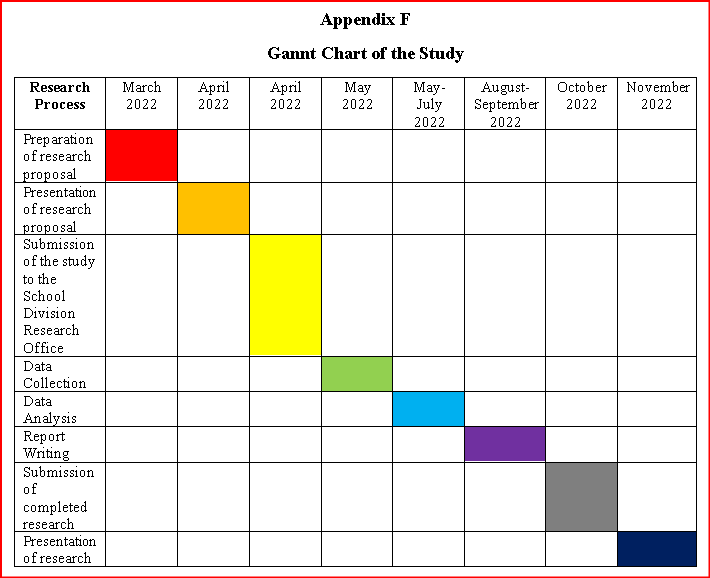 Appendix F
Gannt Chart of the Study
Research
Process
March
2022
April
2022
April
2022
May
2022
May-
July
2022
August-
September
2022
October
2022
November
2022
Preparation
of research
proposal
Presentation
of research
proposal
Submission
of the study
to the
School
Division
Research
Office
Data
Collection
Data
Analysis
Report
Writing
Submission
of
completed
research
Presentation
of research